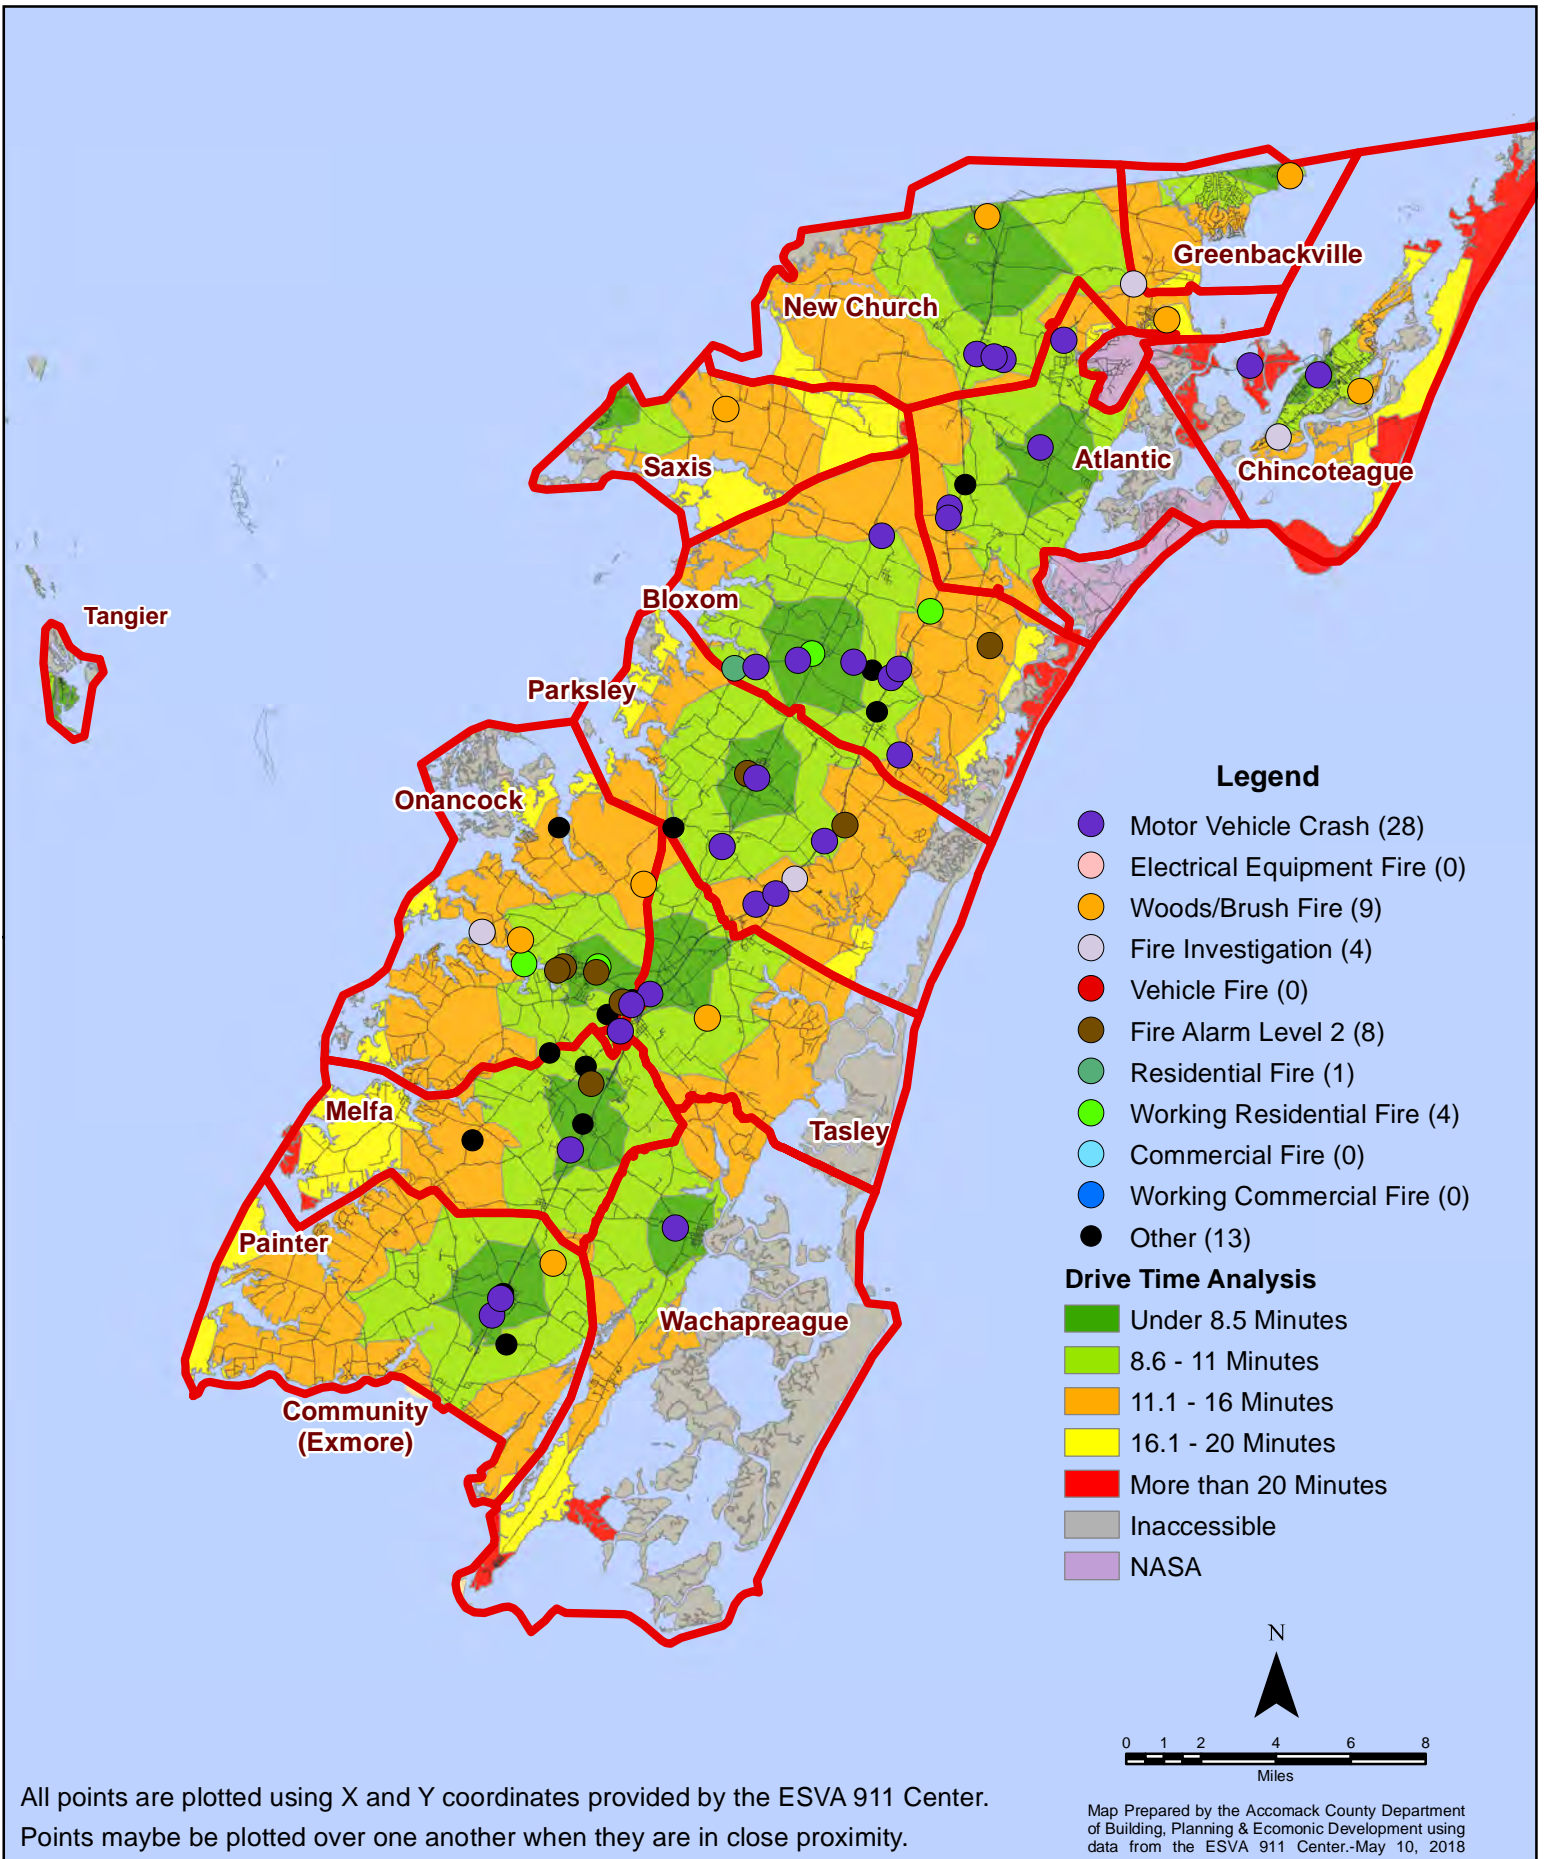 Greenbackville
New Church
Saxis
Atlantic
Chincoteague
Bloxom
Tangier
Parksley
Onancock
Melfa
Tasley
Painter
Wachapreague
Community
(Exmore)
Legend
Motor Vehicle Crash (28)
Electrical Equipment Fire (0)
Woods/Brush Fire (9)
Fire Investigation (4)
Vehicle Fire (0)
Fire Alarm Level 2 (8)
Residential Fire (1)
Working Residential Fire (4)
Commercial Fire (0)
Working Commercial Fire (0)
Other (13)
Drive Time Analysis
Under 8.5 Minutes
8.6 - 11 Minutes
11.1 - 16 Minutes
16.1 - 20 Minutes
More than 20 Minutes
Inaccessible
NASA
N
0 1 2 4 6 8
Miles
All points are plotted using X and Y coordinates provided by the ESVA 911 Center.
Points maybe be plotted over one another when they are in close proximity.
Map Prepared by the Accomack County Department
of Building, Planning & Ecomonic Development using
data from the ESVA 911 Center.-May 10, 2018